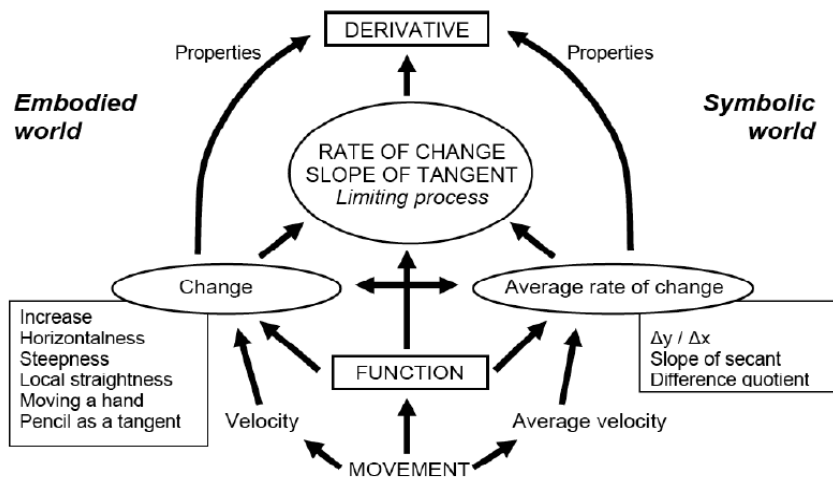 DERIVATIVE
Properties
Properties
Embodied
world
Symbolic
world
RATE OF CHANGE
SLOPE OF TANGENT
Limiting process
Change
Average rate of change
Increase
Horizontalness
Steepness
Local straightness
Moving a hand
Pencil as a tangent
Δy / Δx
Slope of secant
Difference quotient
FUNCTION
Velocity
Average velocity
MOVEMENT